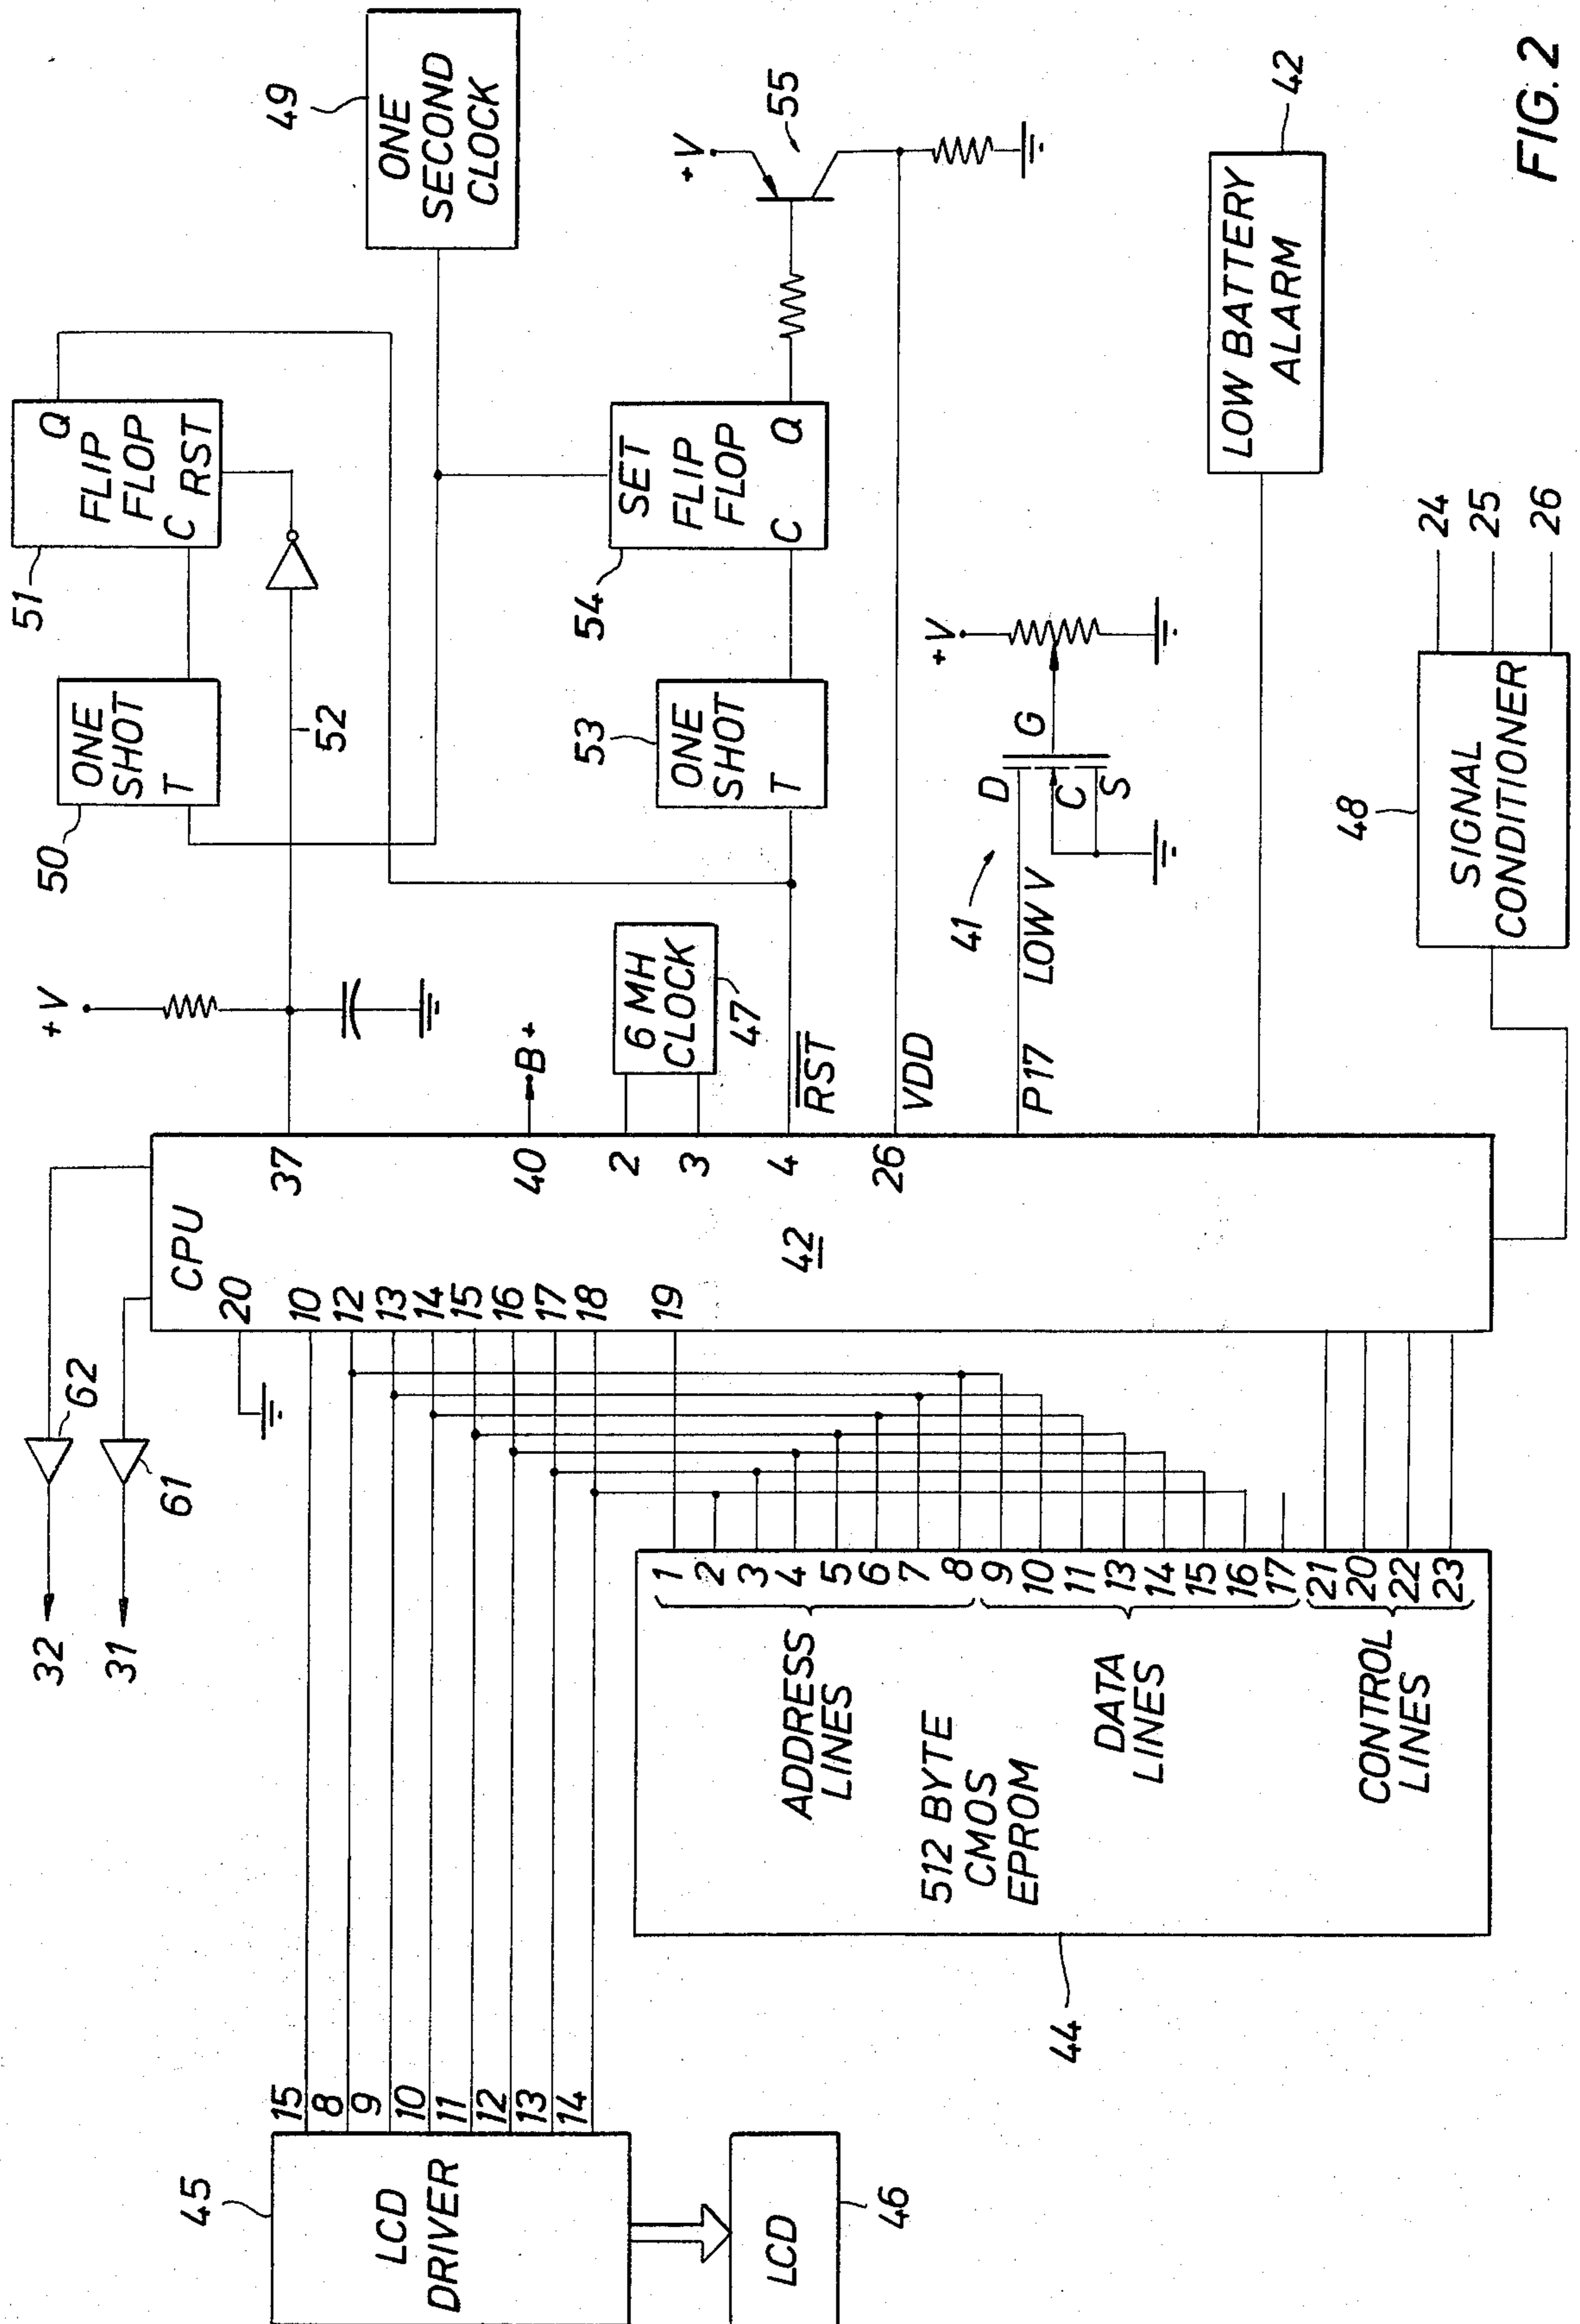 32
31
62
61
CPU
20
10
12
13
14
15
16
17
18
19
37
40
2
3
4
26
42
+V
B+
6 MH
CLOCK
47
RST
VDD
P17
LOW V
50
ONE
SHOT
T
51
FLIP
FLOP
Q
C
RST
52
49
ONE
SECOND
CLOCK
53
ONE
SHOT
T
54
SET
FLIP
FLOP
C
Q
+V
55
41
D
G
C
S
+V
LOW BATTERY
ALARM
42
48
SIGNAL
CONDITIONER
24
25
26
45
LCD
DRIVER
15
8
9
10
11
12
13
14
LCD
46
44
512 BYTE
CMOS
EPROM
ADDRESS
LINES
DATA
LINES
CONTROL
LINES
1
2
3
4
5
6
7
8
9
10
11
13
14
15
16
17
21
20
22
23
FIG. 2